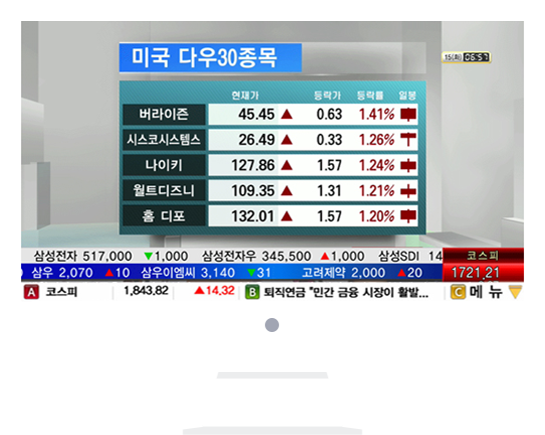 미국 다우30종목
15(화) 06:57
현재가 등락가 등락률 일봉
버라이즌 45.45 ▲ 0.63 1.41%
시스코시스템스 26.49 ▲ 0.33 1.26%
나이키 127.86 ▲ 1.57 1.24%
월트디즈니 109.35 ▲ 1.31 1.21%
홈 디포 132.01 ▲ 1.57 1.20%
삼성전자 517,000 ▼1,000 삼성전자우 345,500 ▲1,000 삼성SDI 14 코스피
삼우 2,070 ▲10 삼우이엠씨 3,140 ▼31 고려제약 2,000 ▲20 1721.21
A 코스피 1,843.82 ▲14.32 B 퇴직연금 "민간 금융 시장이 활발... C 메 뉴